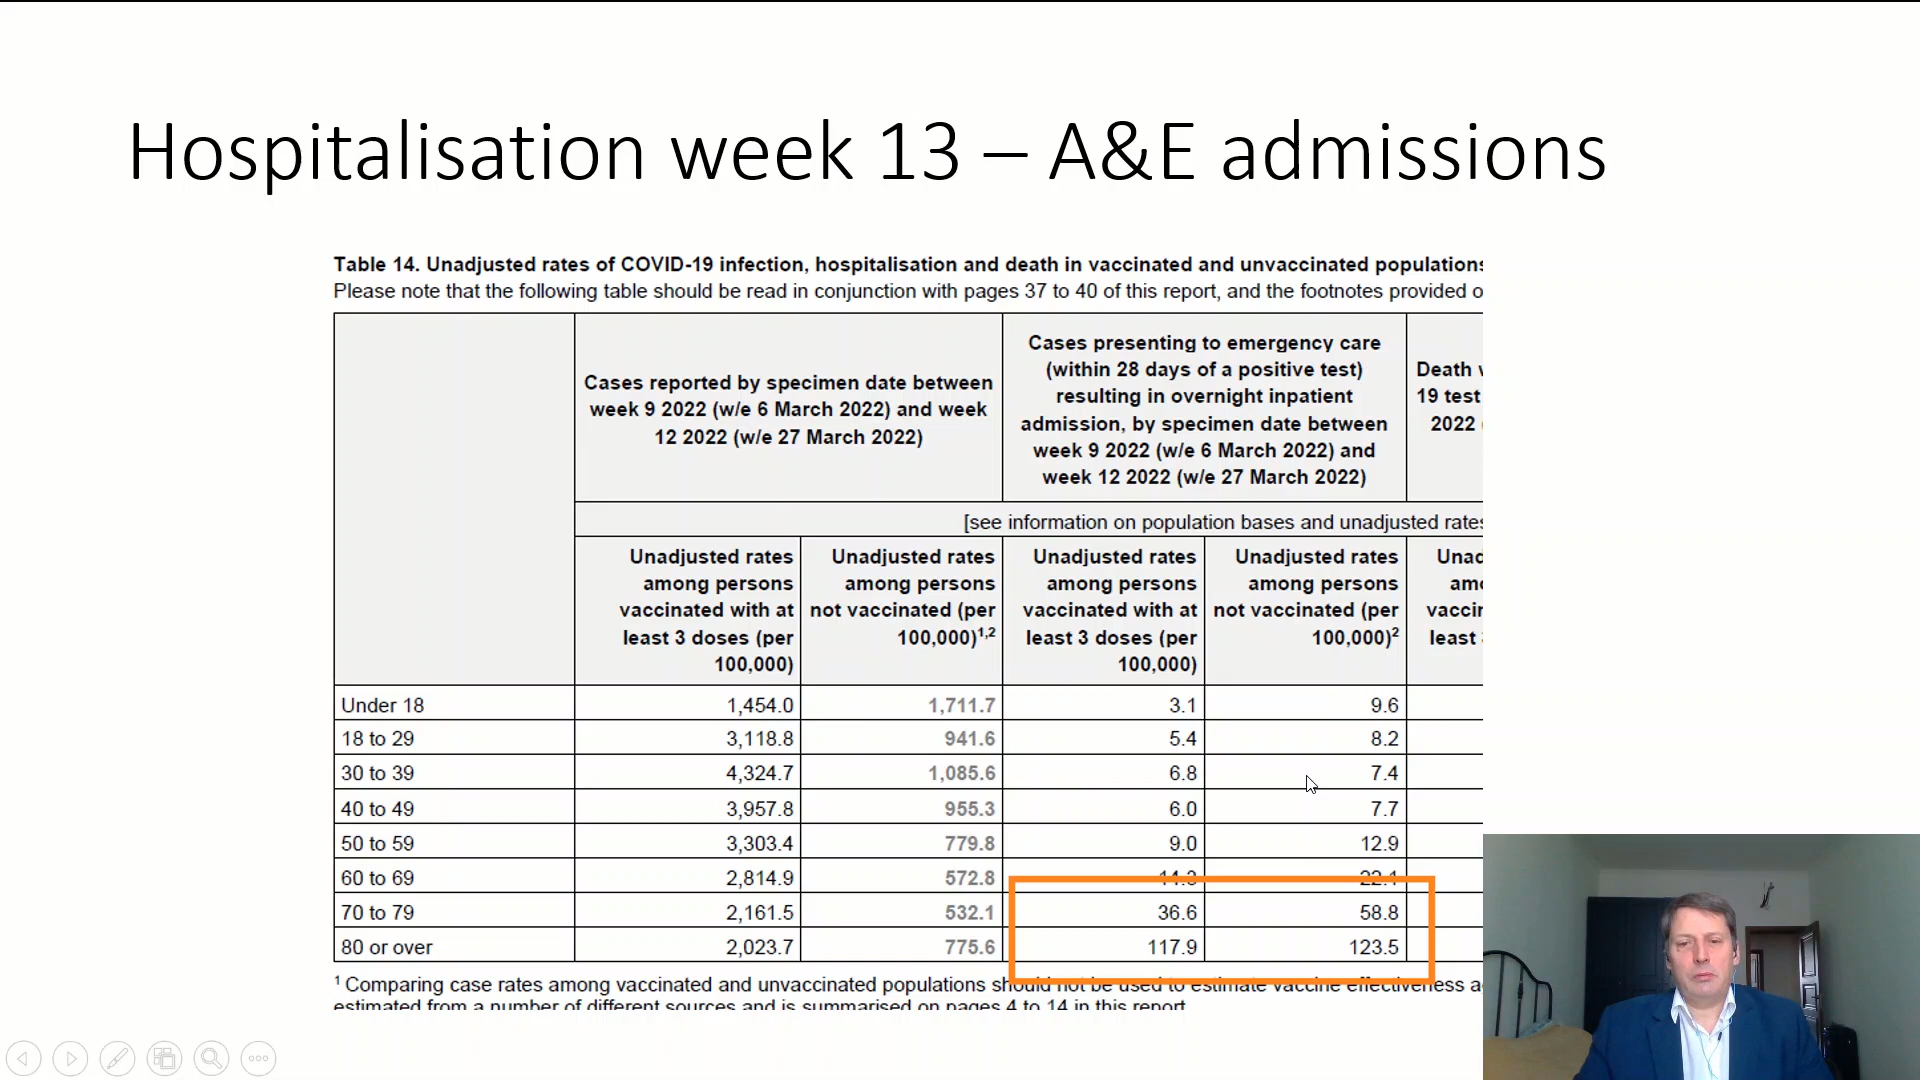 Hospitalisation week 13 – A&E admissions
Table 14. Unadjusted rates of COVID-19 infection, hospitalisation and death in vaccinated and unvaccinated populations
Please note that the following table should be read in conjunction with pages 37 to 40 of this report, and the footnotes provided o
Cases reported by specimen date between
week 9 2022 (w/e 6 March 2022) and week
12 2022 (w/e 27 March 2022)
Cases presenting to emergency care
(within 28 days of a positive test)
resulting in overnight inpatient
admission, by specimen date between
week 9 2022 (w/e 6 March 2022) and
week 12 2022 (w/e 27 March 2022)
Death
19 test
2022
[see information on population bases and unadjusted rates
Unadjusted rates
among persons
vaccinated with at
least 3 doses (per
100,000)
Unadjusted rates
among persons
not vaccinated (per
100,000)1,2
Unadjusted rates
among persons
vaccinated with at
least 3 doses (per
100,000)
Unadjusted rates
among persons
not vaccinated (per
100,000)2
Unad
amo
vaccir
least
Under 18 1,454.0 1,711.7 3.1 9.6
18 to 29 3,118.8 941.6 5.4 8.2
30 to 39 4,324.7 1,085.6 6.8 7.4
40 to 49 3,957.8 955.3 6.0 7.7
50 to 59 3,303.4 779.8 9.0 12.9
60 to 69 2,814.9 572.8 14.3 22.1
70 to 79 2,161.5 532.1 36.6 58.8
80 or over 2,023.7 775.6 117.9 123.5
1 Comparing case rates among vaccinated and unvaccinated populations should not be used to estimate vaccine effectiveness a
estimated from a number of different sources and is summarised on pages 4 to 14 in this report